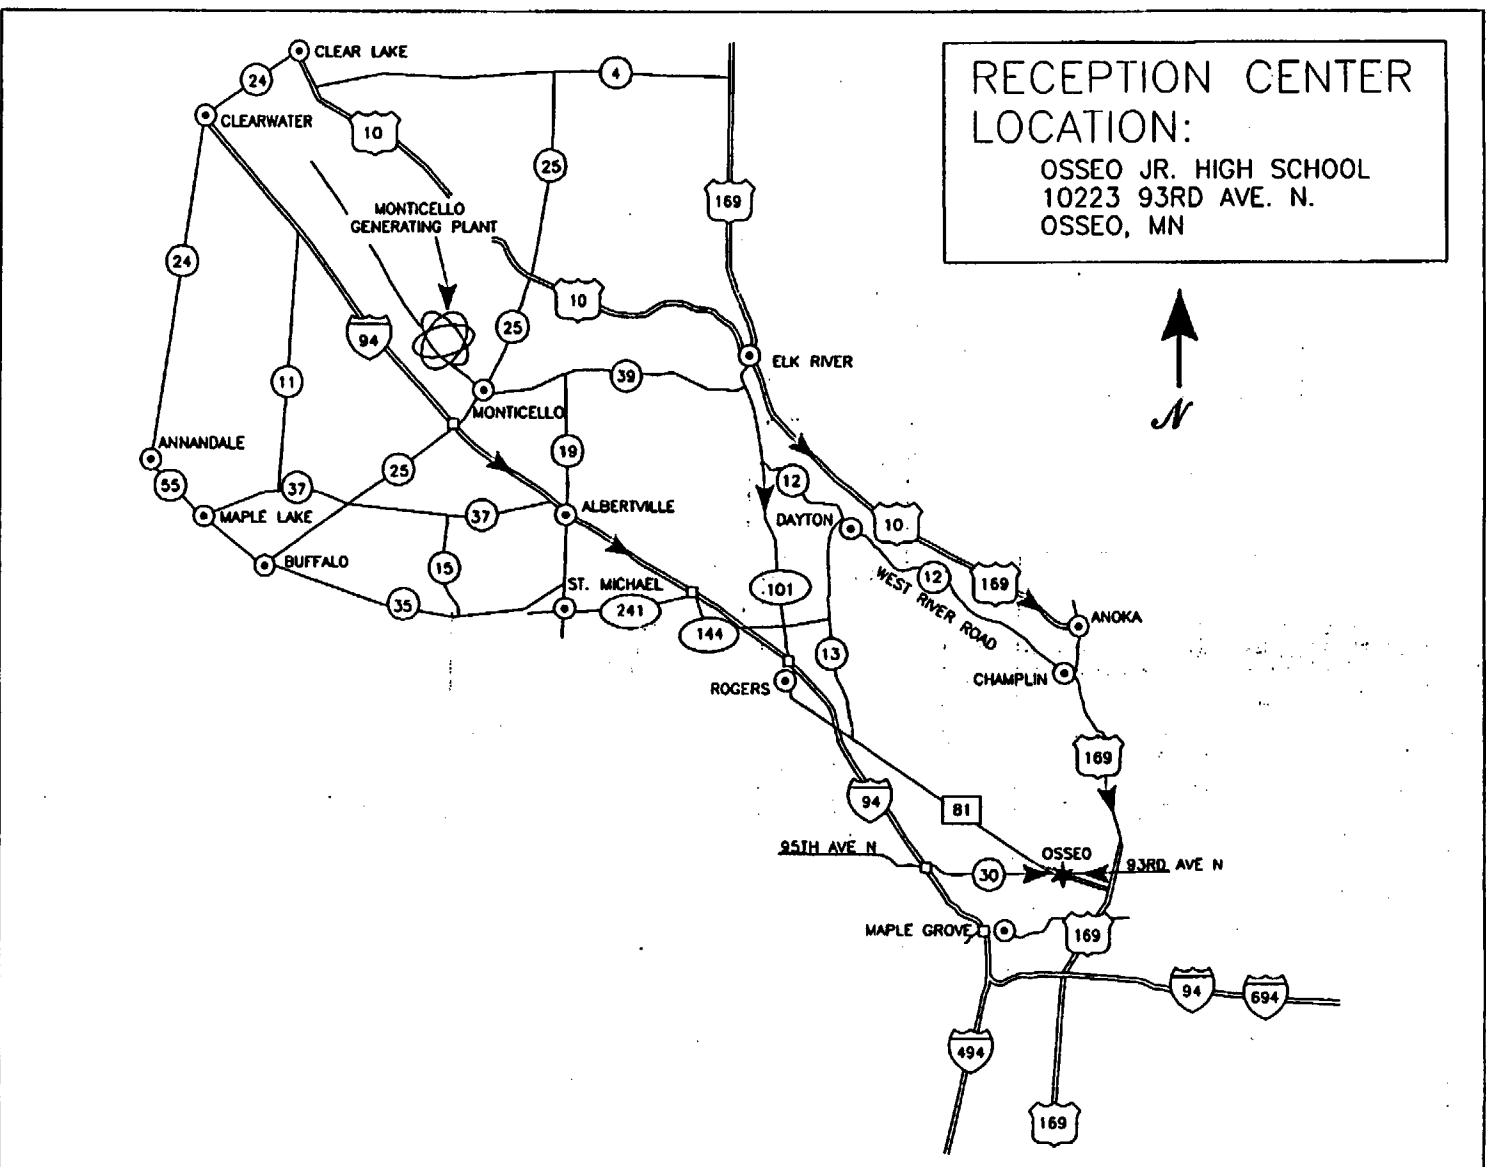 RECEPTION CENTER
LOCATION:
OSSEO JR. HIGH SCHOOL
10223 93RD AVE. N.
OSSEO, MN
CLEAR LAKE
24
4
CLEARWATER
10
25
169
MONTICELLO
GENERATING PLANT
24
10
25
94
N
ELK RIVER
11
39
MONTICELLO
ANNANDALE
19
25
55
37
12
MAPLE LAKE
37
ALBERTVILLE
DAYTON
10
BUFFALO
15
ST. MICHAEL
101
12
169
WEST RIVER ROAD
35
241
144
ANOKA
13
ROGERS
CHAMPLIN
169
94
81
95TH AVE N
OSSEO
93RD AVE N
30
MAPLE GROVE
169
94
694
494
169